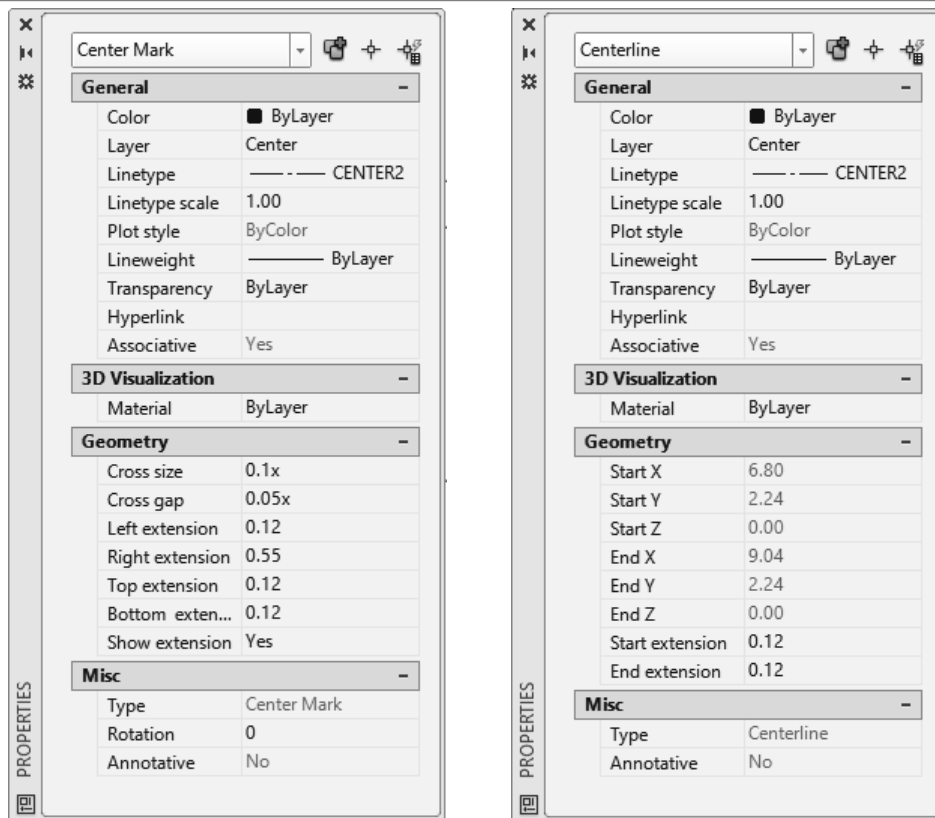 Center Mark
General –
Color ByLayer
Layer Center
Linetype CENTER2
Linetype scale 1.00
Plot style ByColor
Lineweight ByLayer
Transparency ByLayer
Hyperlink
Associative Yes
3D Visualization –
Material ByLayer
Geometry –
Cross size 0.1x
Cross gap 0.05x
Left extension 0.12
Right extension 0.55
Top extension 0.12
Bottom exten... 0.12
Show extension Yes
Misc –
Type Center Mark
Rotation 0
Annotative No
PROPERTIES
Centerline
General –
Color ByLayer
Layer Center
Linetype CENTER2
Linetype scale 1.00
Plot style ByColor
Lineweight ByLayer
Transparency ByLayer
Hyperlink
Associative Yes
3D Visualization –
Material ByLayer
Geometry –
Start X 6.80
Start Y 2.24
Start Z 0.00
End X 9.04
End Y 2.24
End Z 0.00
Start extension 0.12
End extension 0.12
Misc –
Type Centerline
Annotative No
PROPERTIES